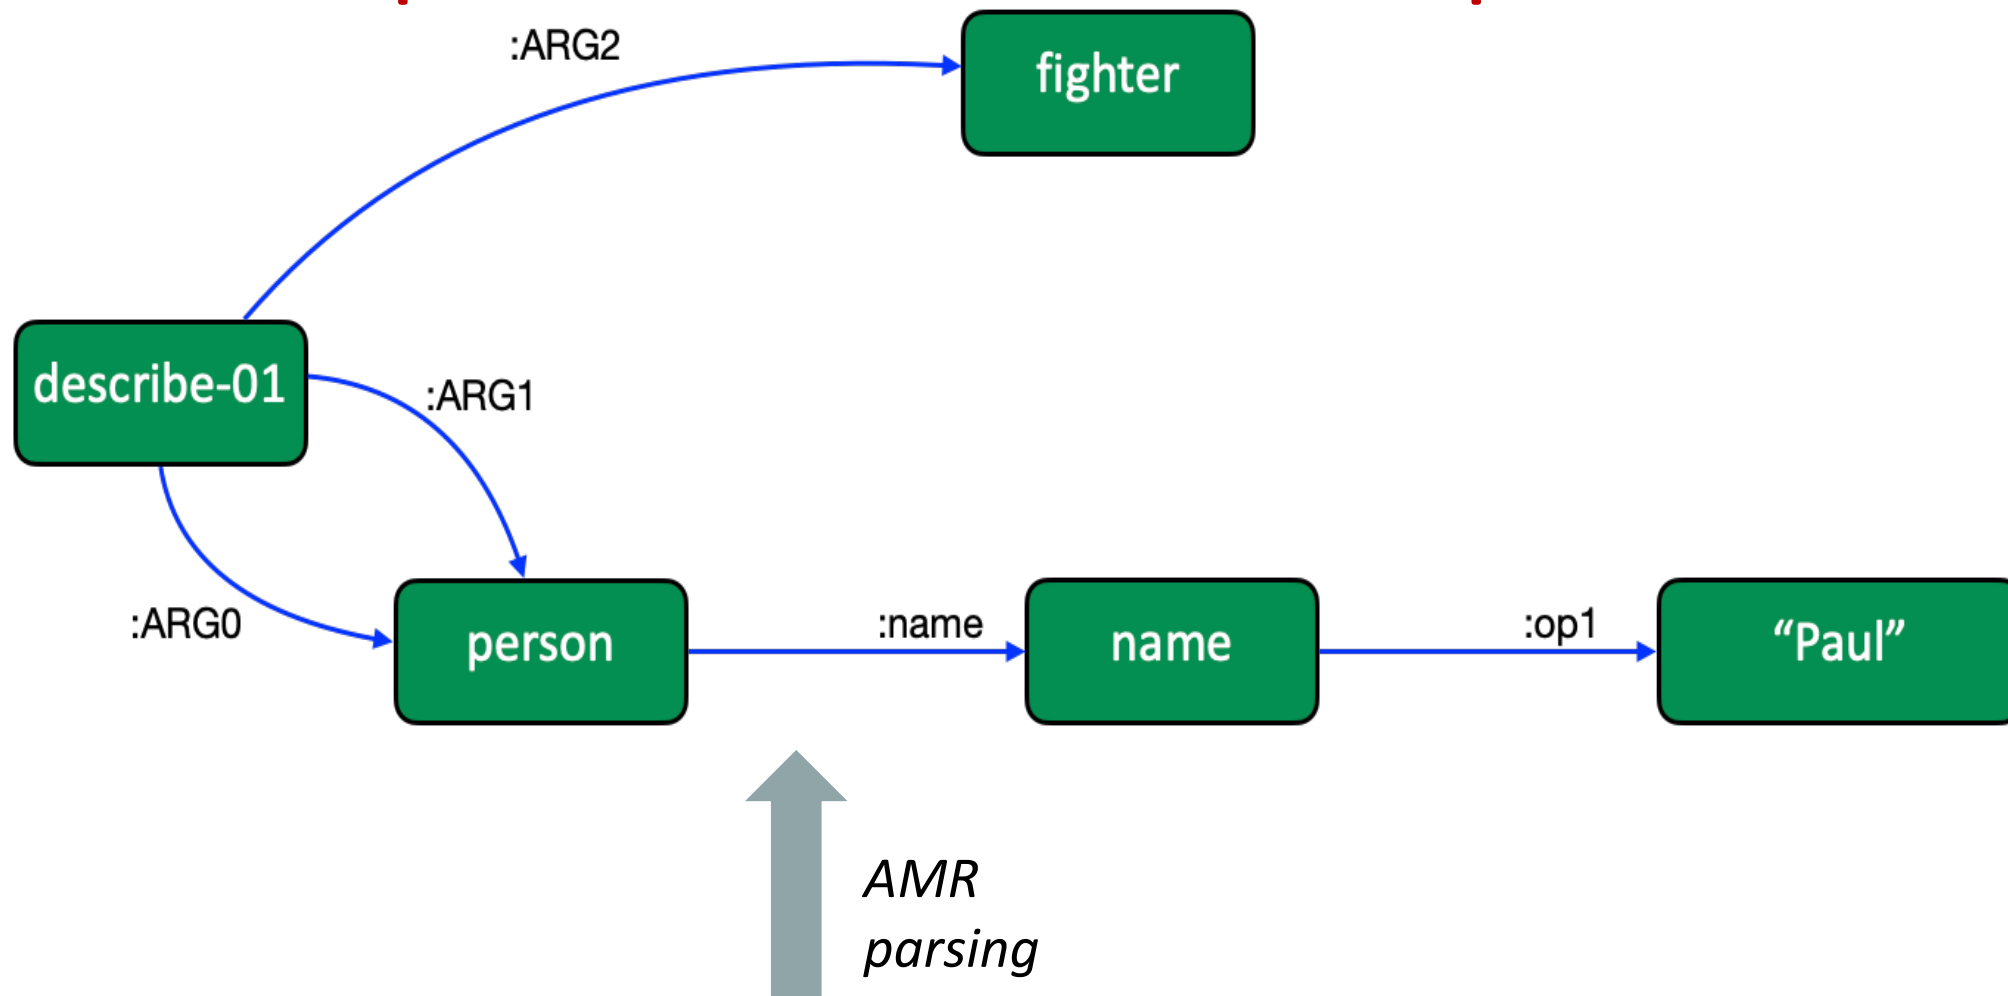 :ARG2
fighter
describe-01
:ARG1
:ARG0
person
:name
name
:op1
“Paul”
AMR
parsing